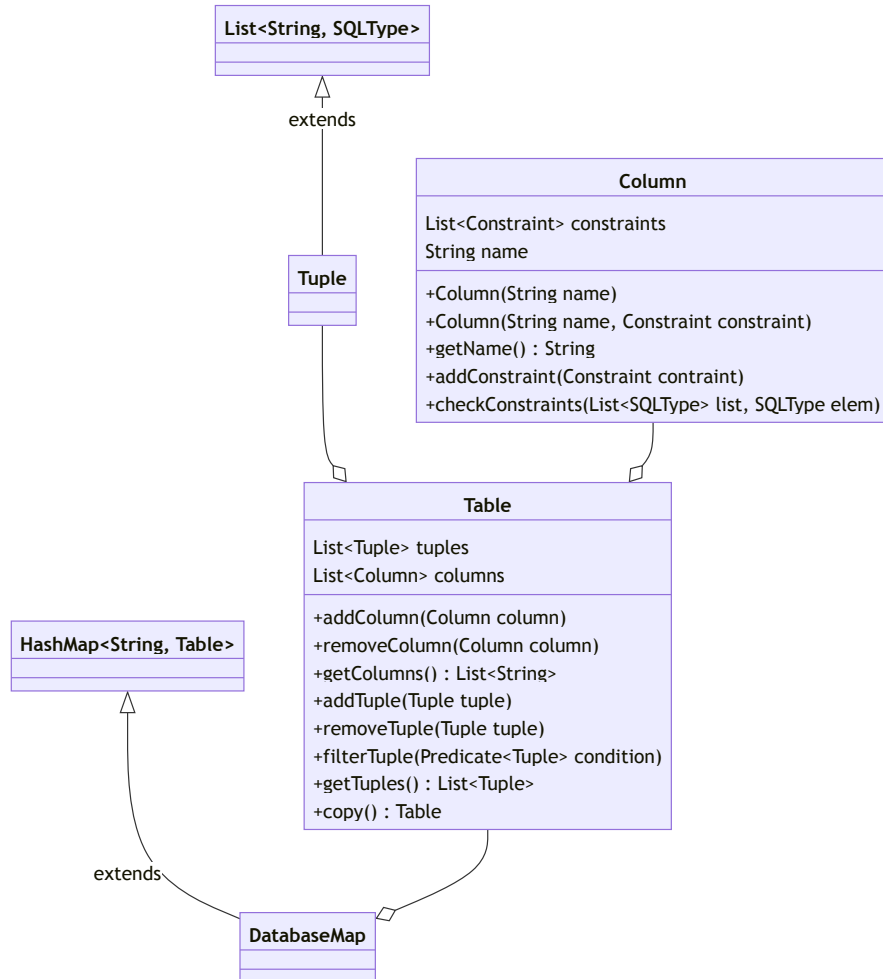 List<String, SQLType>
extends
Column
List<Constraint> constraints
String name
+Column(String name)
+Column(String name, Constraint constraint)
+getName() : String
+addConstraint(Constraint contraint)
+checkConstraints(List<SQLType> list, SQLType elem)
Tuple
Table
List<Tuple> tuples
List<Column> columns
+addColumn(Column column)
+removeColumn(Column column)
+getColumns() : List<String>
+addTuple(Tuple tuple)
+removeTuple(Tuple tuple)
+filterTuple(Predicate<Tuple> condition)
+getTuples() : List<Tuple>
+copy() : Table
HashMap<String, Table>
extends
DatabaseMap